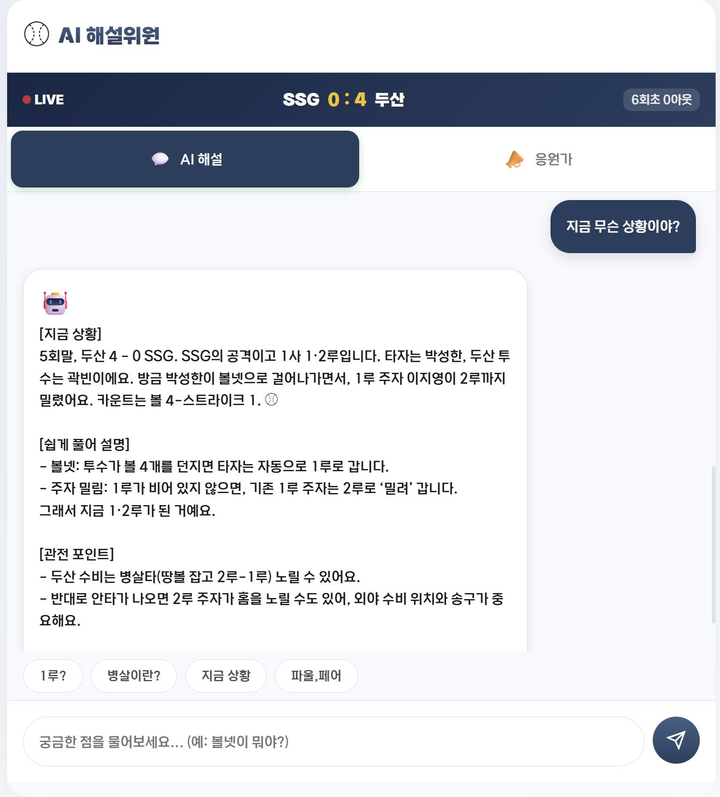 AI 해설위원
LIVE
SSG 0 : 4 두산
6회초 0아웃
AI 해설
응원가
지금 무슨 상황이야?
[지금 상황]
5회말, 두산 4 - 0 SSG. SSG의 공격이고 1사 1·2루입니다. 타자는 박성한, 두산 투
수는 곽빈이에요. 방금 박성한이 볼넷으로 걸어나가면서, 1루 주자 이지영이 2루까지
밀렸어요. 카운트는 볼 4-스트라이크 1.
[쉽게 풀어 설명]
- 볼넷: 투수가 볼 4개를 던지면 타자는 자동으로 1루로 갑니다.
- 주자 밀림: 1루가 비어 있지 않으면, 기존 1루 주자는 2루로 ‘밀려’ 갑니다.
그래서 지금 1·2루가 된 거예요.
[관전 포인트]
- 두산 수비는 병살타(땅볼 잡고 2루-1루) 노릴 수 있어요.
- 반대로 안타가 나오면 2루 주자가 홈을 노릴 수도 있어, 외야 수비 위치와 송구가 중
요해요.
1루?
병살이란?
지금 상황
파울,페어
궁금한 점을 물어보세요... (예: 볼넷이 뭐야?)